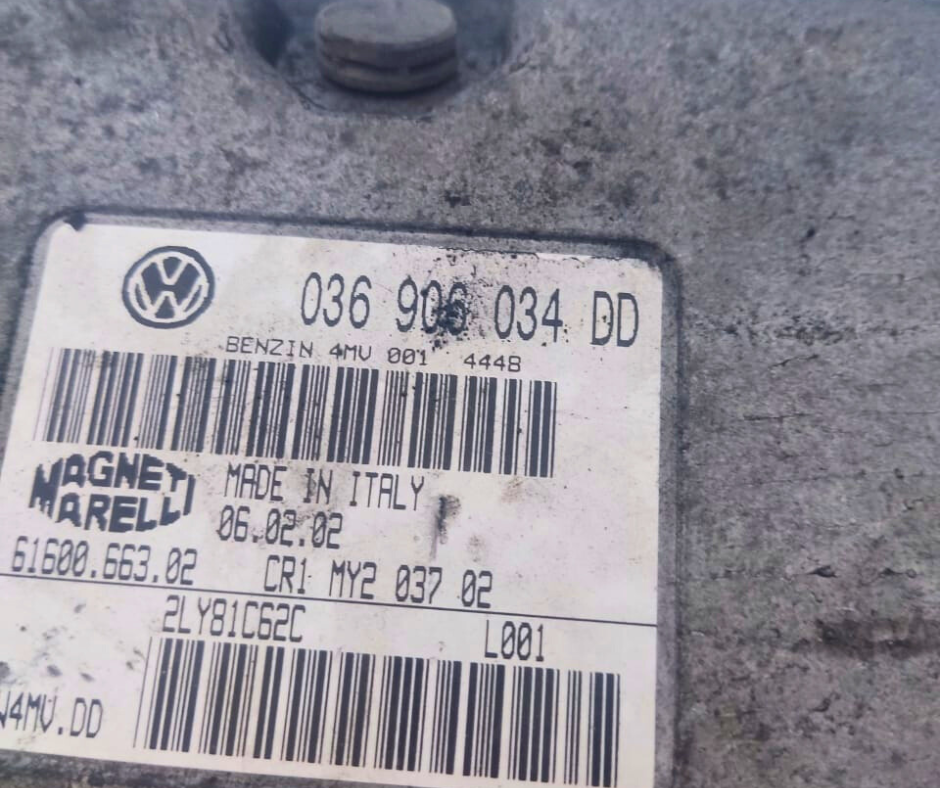 036 906 034 DD
BENZIN 4MV 001 444B
MAGNETI
MARELLI
MADE IN ITALY
06.02.02
61600.663.02 CR1 MY2 037 02
2LY81C62C L001
4MV.DD